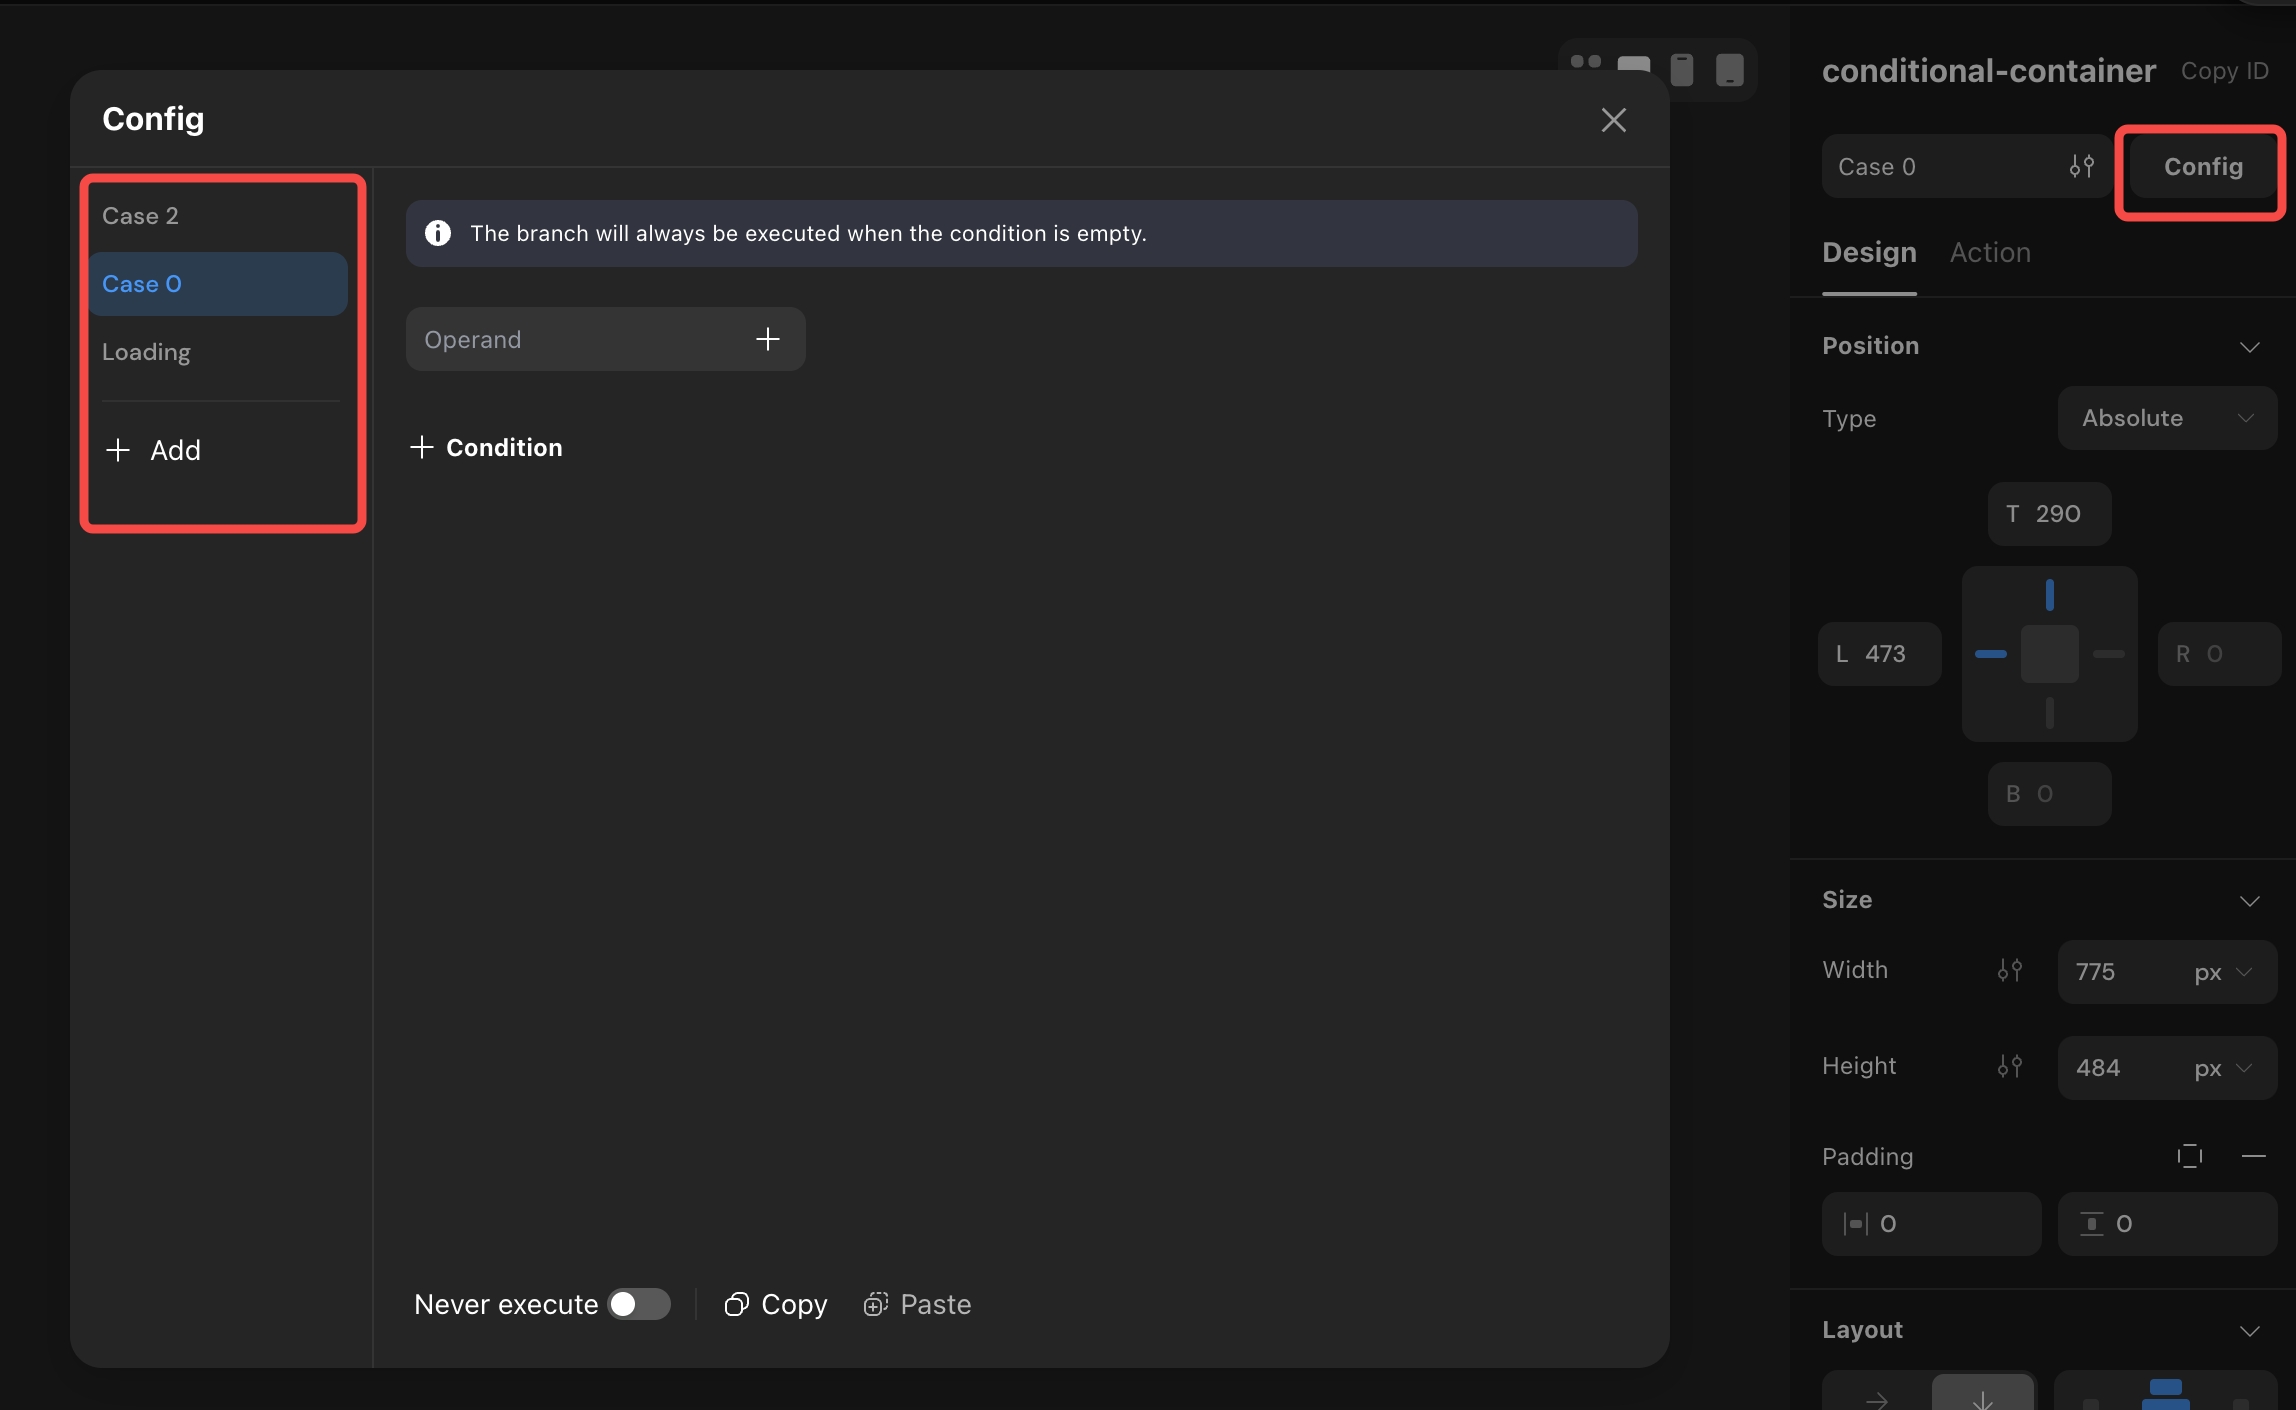 Config
Case 2
Case 0
Loading
Add
The branch will always be executed when the condition is empty.
Operand
Condition
Never execute
Copy
Paste
conditional-container
Copy ID
Case 0
Config
Design
Action
Position
Type
Absolute
T 290
L 473
R 0
B 0
Size
Width
775 px
Height
484 px
Padding
0
0
Layout